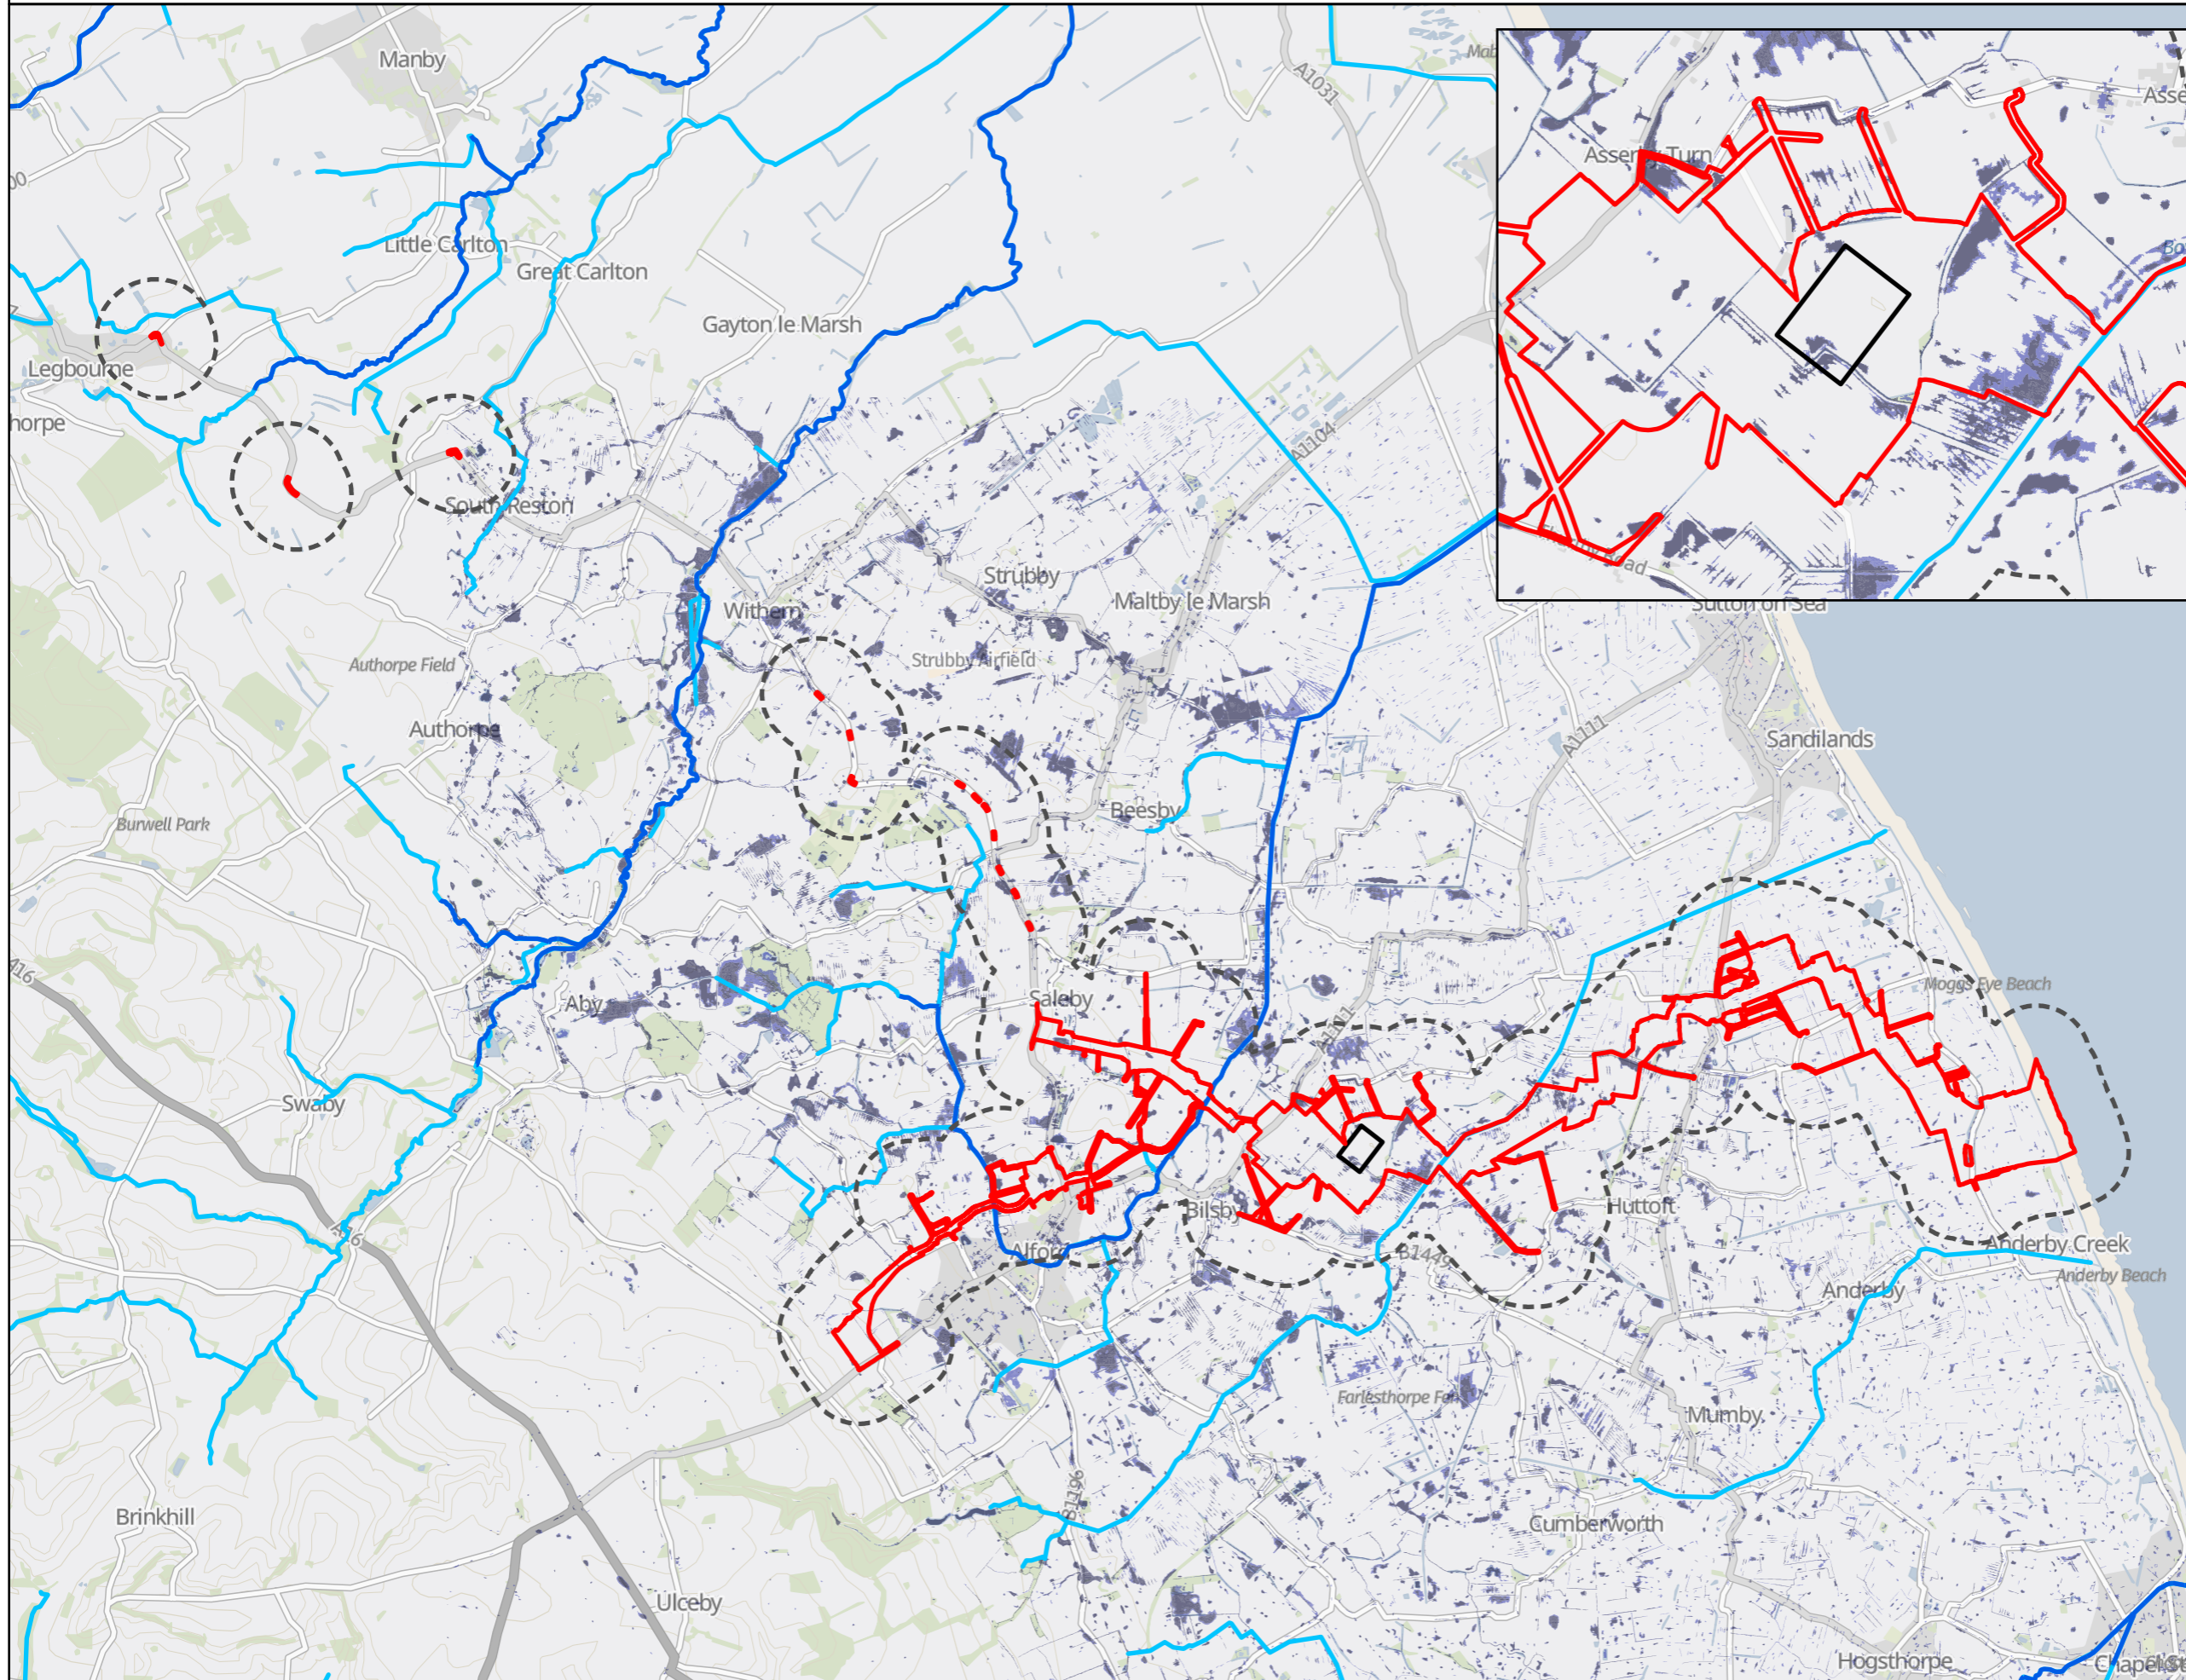 Manby
A1031
Asserby Turn
Little Carlton
Great Carlton
Gayton le Marsh
Legbourne
A1104
South Reston
Strubby
Maltby le Marsh
Withern
Sutton on Sea
Authorpe Field
Strubby Airfield
Authorpe
A1111
Sandilands
Beesby
Burwell Park
Aby
Saleby
Moggs Eye Beach
A1111
Swaby
Bilsby
Huttoft
A16
Alford
B1449
Anderby Creek
Anderby Beach
Anderby
Farlesthorpe Fen
Mumby
B1196
Brinkhill
Cumberworth
Ulceby
Hogsthorpe